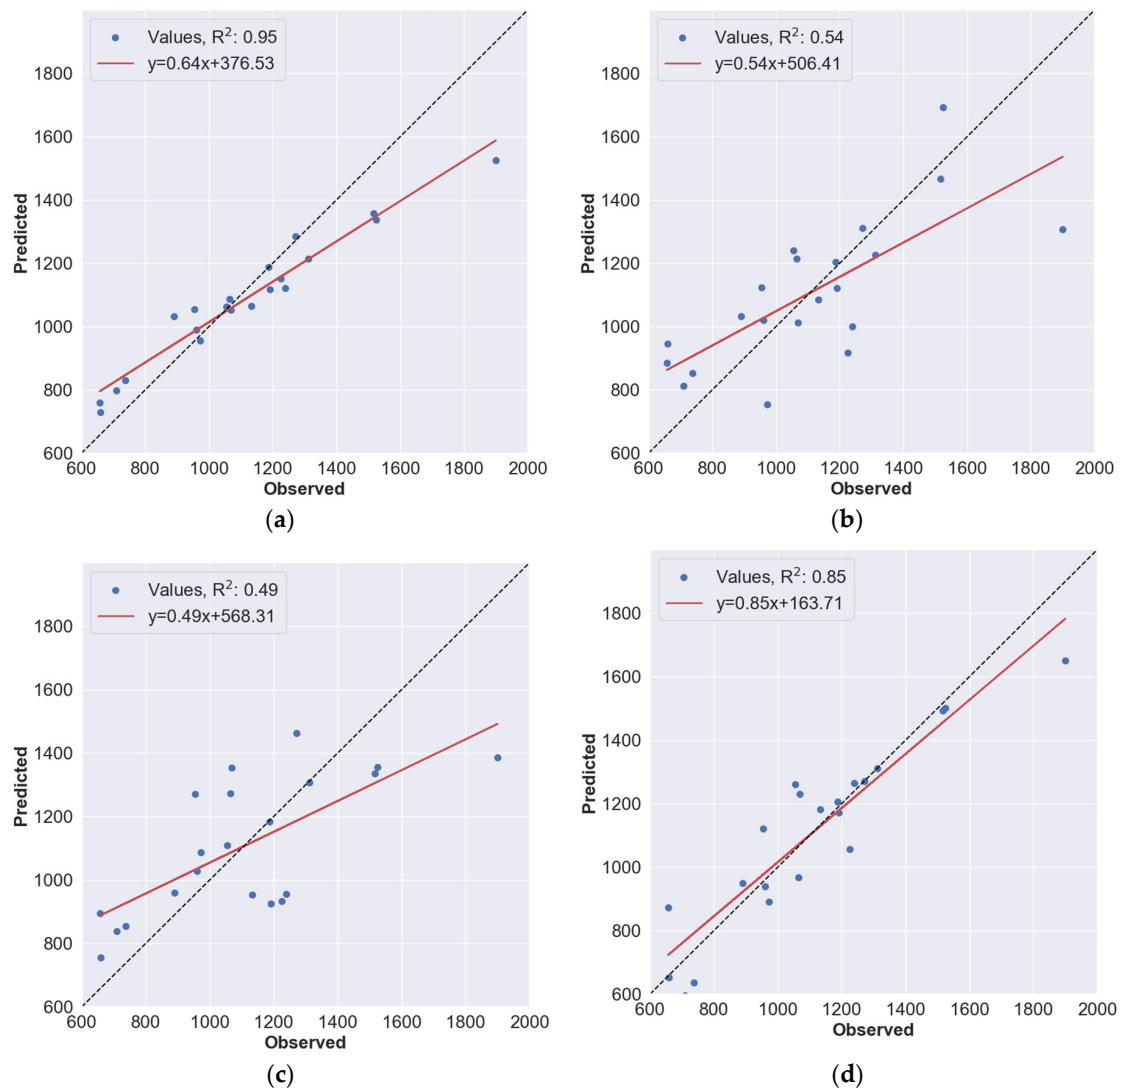 Values, R²: 0.95
y=0.64x+376.53
1800
1600
1400
1200
1000
800
600
Predicted
600 800 1000 1200 1400 1600 1800 2000
Observed
(a)
Values, R²: 0.54
y=0.54x+506.41
1800
1600
1400
1200
1000
800
600
Predicted
600 800 1000 1200 1400 1600 1800 2000
Observed
(b)
Values, R²: 0.49
y=0.49x+568.31
1800
1600
1400
1200
1000
800
600
Predicted
600 800 1000 1200 1400 1600 1800 2000
Observed
(c)
Values, R²: 0.85
y=0.85x+163.71
1800
1600
1400
1200
1000
800
600
Predicted
600 800 1000 1200 1400 1600 1800 2000
Observed
(d)